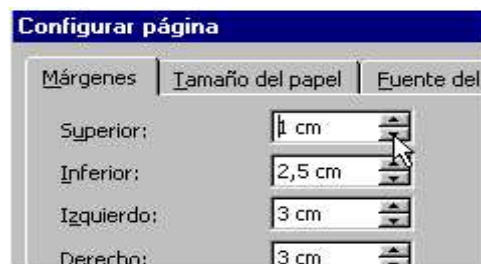 Configurar página
Márgenes Tamaño del papel Fuente del
Superior: 1 cm
Inferior: 2,5 cm
Izquierdo: 3 cm
Derecho: 3 cm